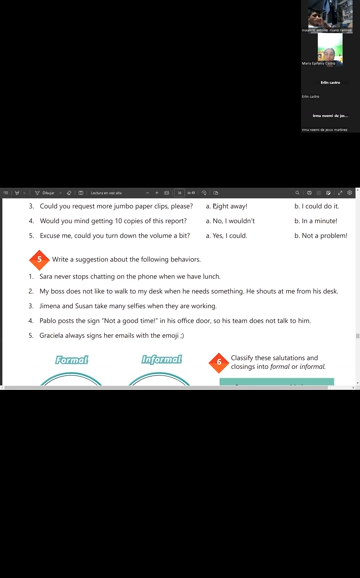 Maria Epifania Castro
Erlin castro
Erlin castro
Irma noemi de jes...
Irma noemi de jesus martinez
Dibujar
Lectura en voz alta
3. Could you request more jumbo paper clips, please? a. Right away! b. I could do it.
4. Would you mind getting 10 copies of this report? a. No, I wouldn't b. In a minute!
5. Excuse me, could you turn down the volume a bit? a. Yes, I could. b. Not a problem!
5 Write a suggestion about the following behaviors.
1. Sara never stops chatting on the phone when we have lunch.
2. My boss does not like to walk to my desk when he needs something. He shouts at me from his desk.
3. Jimena and Susan take many selfies when they are working.
4. Pablo posts the sign "Not a good time!" in his office door, so his team does not talk to him.
5. Graciela always signs her emails with the emoji ;)
Formal Informal
6 Classify these salutations and
closings into formal or informal.